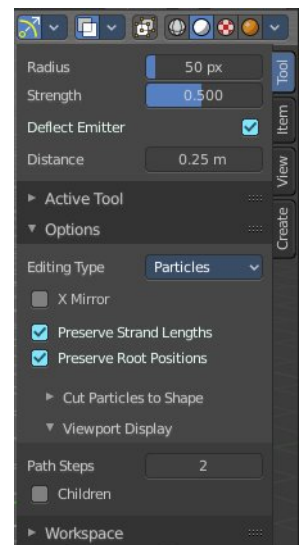 Radius 50 px
Strength 0.500
Deflect Emitter
Distance 0.25 m
Active Tool
Options
Editing Type Particles
X Mirror
Preserve Strand Lengths
Preserve Root Positions
Cut Particles to Shape
Viewport Display
Path Steps 2
Children
Workspace
Tool
Item
View
Create